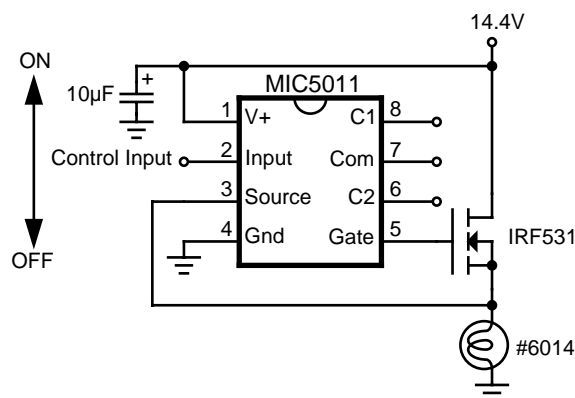 14.4V
ON
10µF
+
MIC5011
1 V+ C1 8
Control Input 2 Input Com 7
3 Source C2 6
4 Gnd Gate 5
IRF531
OFF
#6014